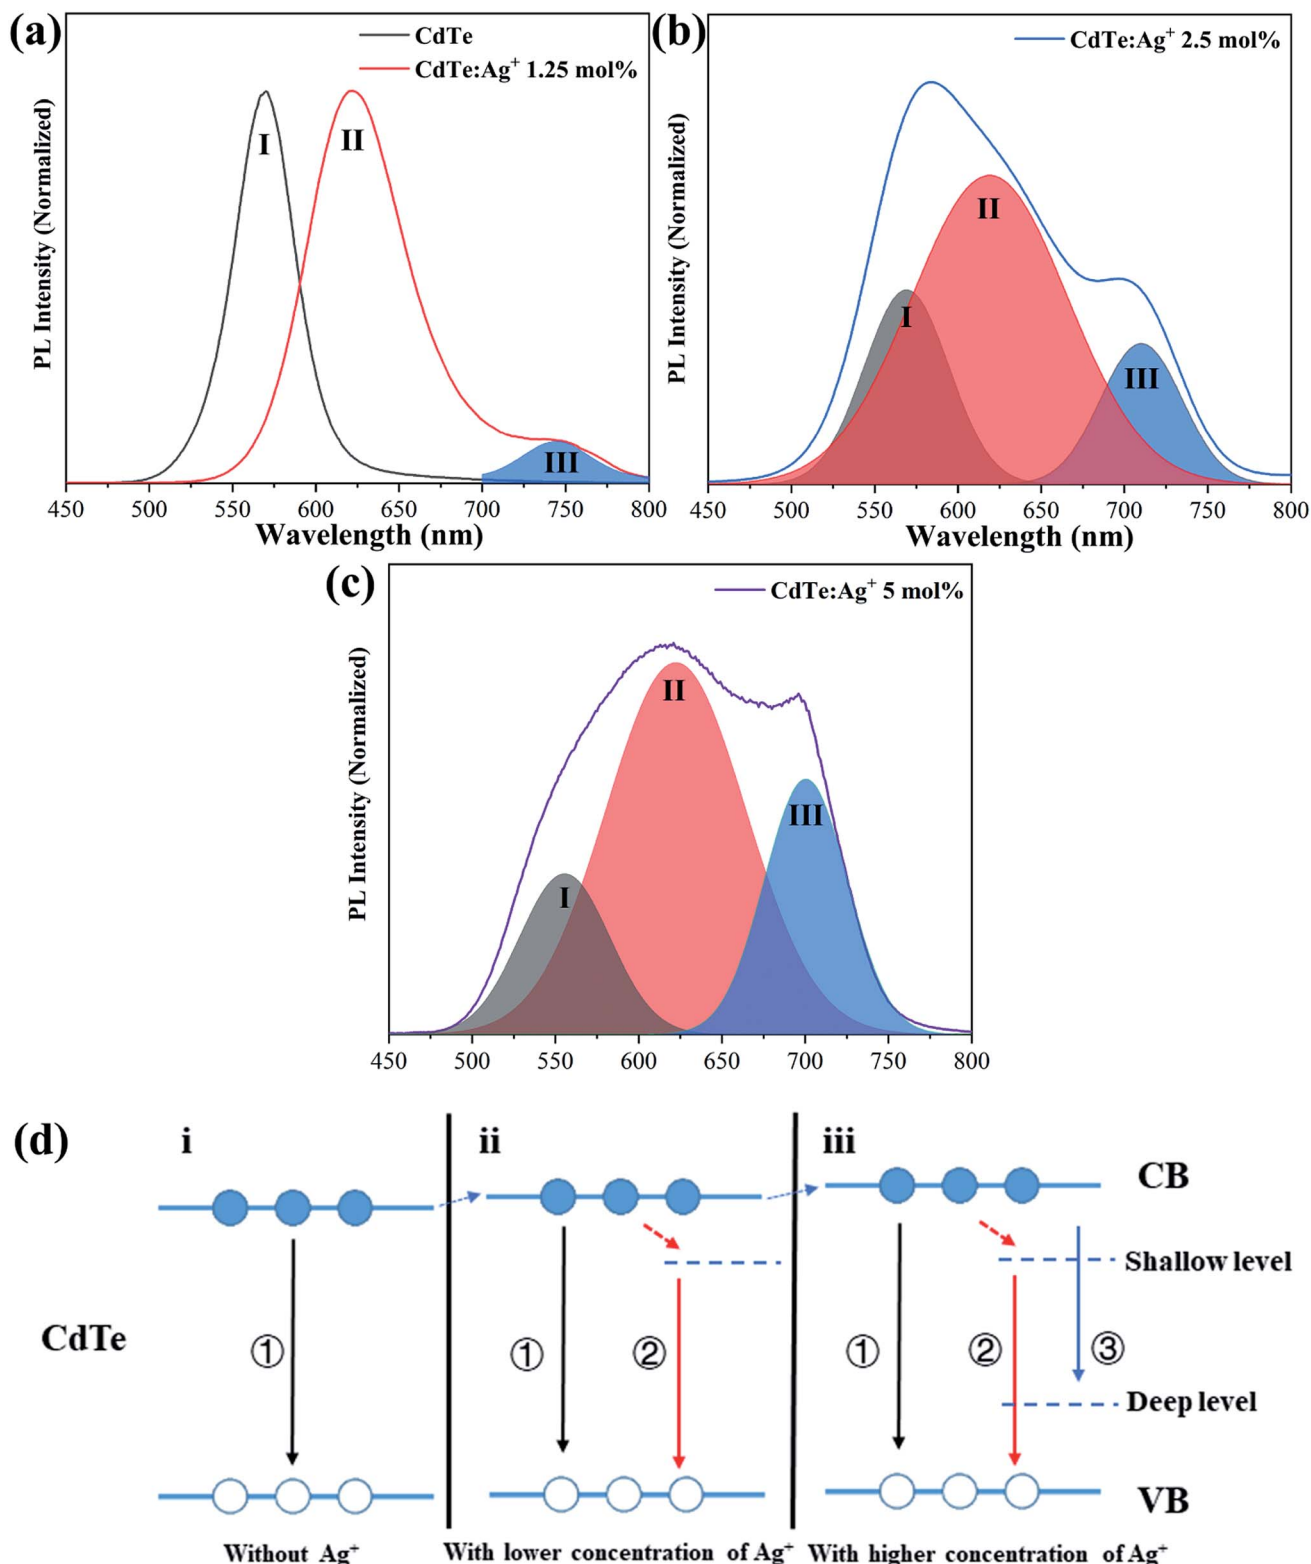 (a)
CdTe
CdTe:Ag⁺ 1.25 mol%
I
II
III
PL Intensity (Normalized)
450 500 550 600 650 700 750 800
Wavelength (nm)
(b)
CdTe:Ag⁺ 2.5 mol%
II
I
III
PL Intensity (Normalized)
450 500 550 600 650 700 750 800
Wavelength (nm)
(c)
CdTe:Ag⁺ 5 mol%
II
III
I
PL Intensity (Normalized)
450 500 550 600 650 700 750 800
(d)
i ii iii
CB
Shallow level
CdTe
① ① ② ① ② ③
Deep level
VB
Without Ag⁺
With lower concentration of Ag⁺
With higher concentration of Ag⁺